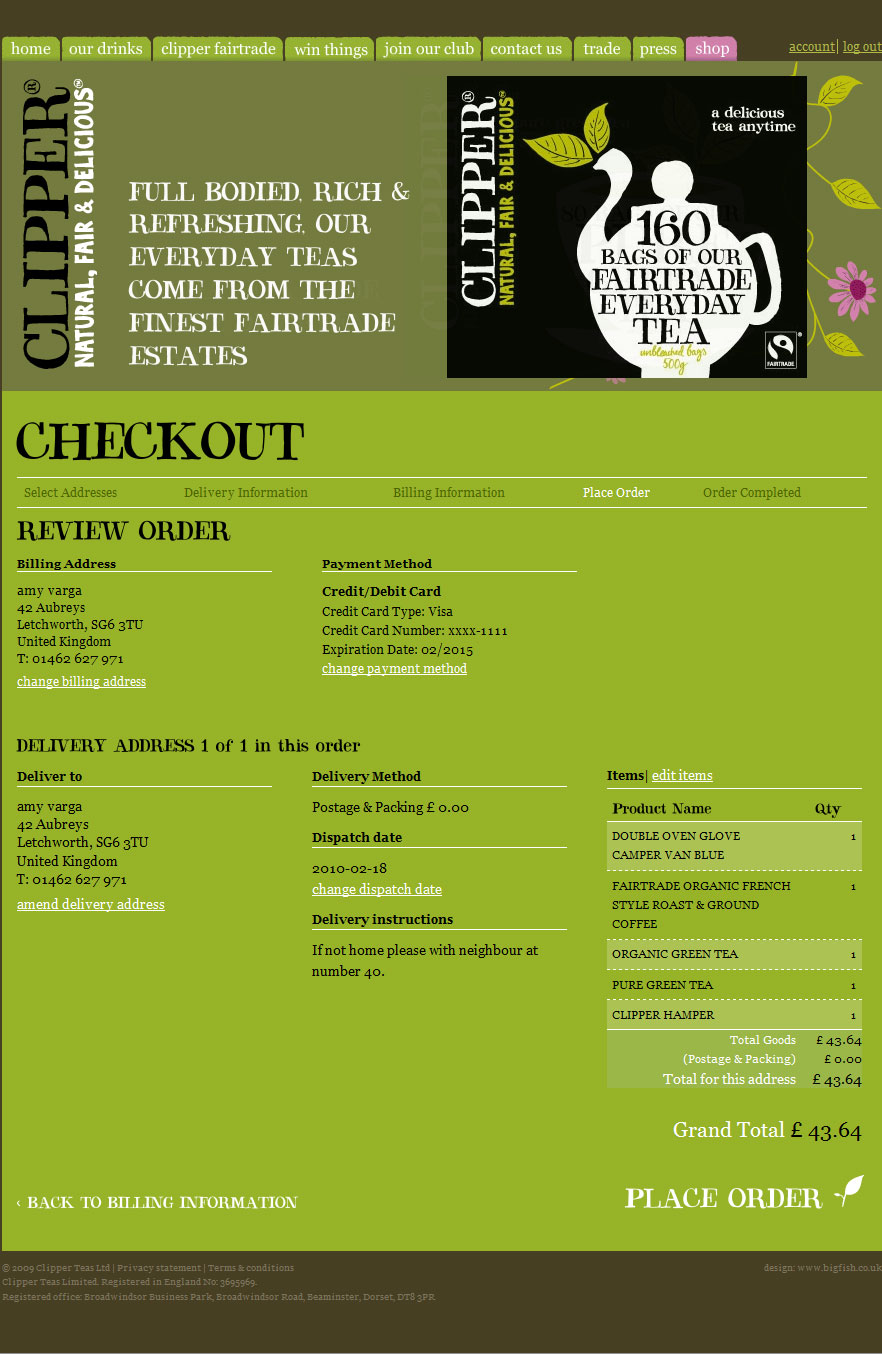 home our drinks clipper fairtrade win things join our club contact us trade press shop account | log out
CLIPPER®
NATURAL, FAIR & DELICIOUS™
FULL BODIED, RICH &
REFRESHING, OUR
EVERYDAY TEAS
COME FROM THE
FINEST FAIRTRADE
ESTATES
CLIPPER®
NATURAL, FAIR & DELICIOUS™
a delicious
tea anytime
160
BAGS OF OUR
FAIRTRADE
EVERYDAY
TEA
unbleached bags
500g
FAIRTRADE
CHECKOUT
Select Addresses Delivery Information Billing Information Place Order Order Completed
REVIEW ORDER
Billing Address
amy varga
42 Aubreys
Letchworth, SG6 3TU
United Kingdom
T: 01462 627 971
change billing address
Payment Method
Credit/Debit Card
Credit Card Type: Visa
Credit Card Number: xxxx-1111
Expiration Date: 02/2015
change payment method
DELIVERY ADDRESS 1 of 1 in this order
Deliver to
amy varga
42 Aubreys
Letchworth, SG6 3TU
United Kingdom
T: 01462 627 971
amend delivery address
Delivery Method
Postage & Packing £ 0.00
Dispatch date
2010-02-18
change dispatch date
Delivery instructions
If not home please with neighbour at
number 40.
Items| edit items
Product Name Qty
DOUBLE OVEN GLOVE 1
CAMPER VAN BLUE
FAIRTRADE ORGANIC FRENCH 1
STYLE ROAST & GROUND
COFFEE
ORGANIC GREEN TEA 1
PURE GREEN TEA 1
CLIPPER HAMPER 1
Total Goods £ 43.64
(Postage & Packing) £ 0.00
Total for this address £ 43.64
Grand Total £ 43.64
‹ BACK TO BILLING INFORMATION
PLACE ORDER
© 2009 Clipper Teas Ltd | Privacy statement | Terms & conditions design: www.bigfish.co.uk
Clipper Teas Limited. Registered in England No: 3695969.
Registered office: Broadwindsor Business Park, Broadwindsor Road, Beaminster, Dorset, DT8 3PR